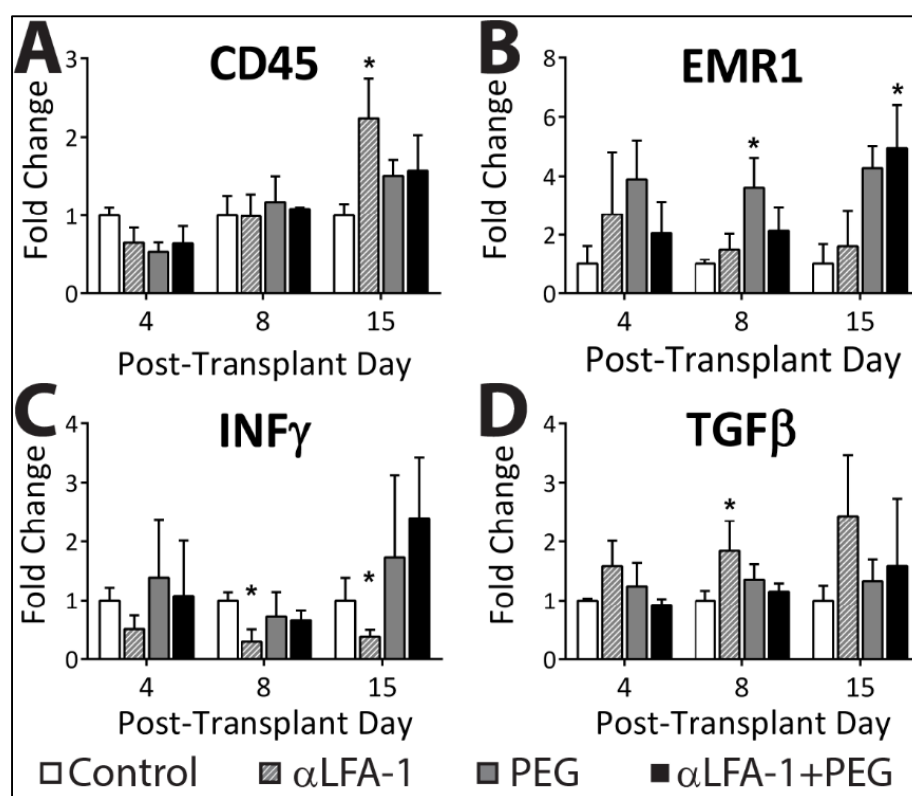 A
CD45
Fold Change
3
2
1
0
*
4 8 15
Post-Transplant Day
B
EMR1
Fold Change
8
6
4
2
0
*
*
4 8 15
Post-Transplant Day
C
INFγ
Fold Change
4
3
2
1
0
*
*
4 8 15
Post-Transplant Day
D
TGFβ
Fold Change
4
3
2
1
0
*
4 8 15
Post-Transplant Day
Control αLFA-1 PEG αLFA-1+PEG